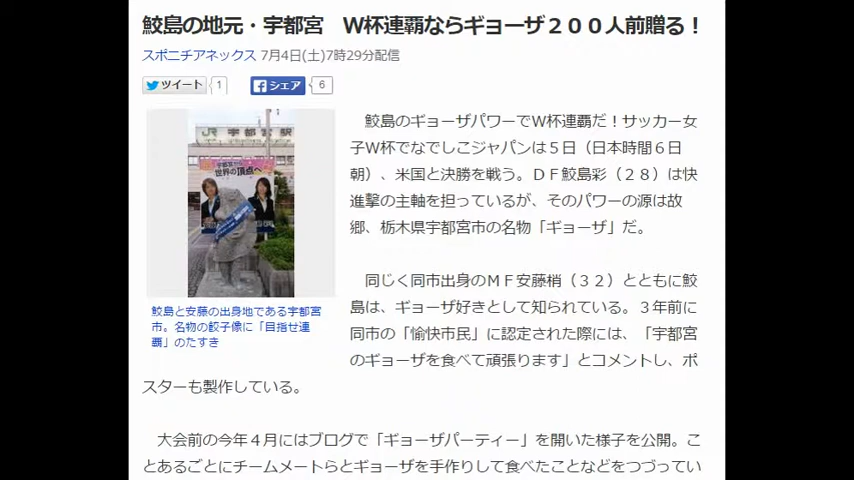 鮫島の地元・宇都宮　W杯連覇ならギョーザ２００人前贈る！
スポニチアネックス 7月4日(土)7時29分配信
ツイート 1 シェア 6
JR 宇都宮駅
宇都宮から
世界の頂点へ
鮫島と安藤の出身地である宇都宮
市。名物の餃子像に「目指せ連
覇」のたすき
鮫島のギョーザパワーでW杯連覇だ！サッカー女
子W杯でなでしこジャパンは５日（日本時間６日
朝）、米国と決勝を戦う。ＤＦ鮫島彩（２８）は快
進撃の主軸を担っているが、そのパワーの源は故
郷、栃木県宇都宮市の名物「ギョーザ」だ。
同じく同市出身のＭＦ安藤梢（３２）とともに鮫
島は、ギョーザ好きとして知られている。３年前に
同市の「愉快市民」に認定された際には、「宇都宮
のギョーザを食べて頑張ります」とコメントし、ポ
スターも製作している。
大会前の今年４月にはブログで「ギョーザパーティー」を開いた様子を公開。こ
とあるごとにチームメートらとギョーザを手作りして食べたことなどをつづってい